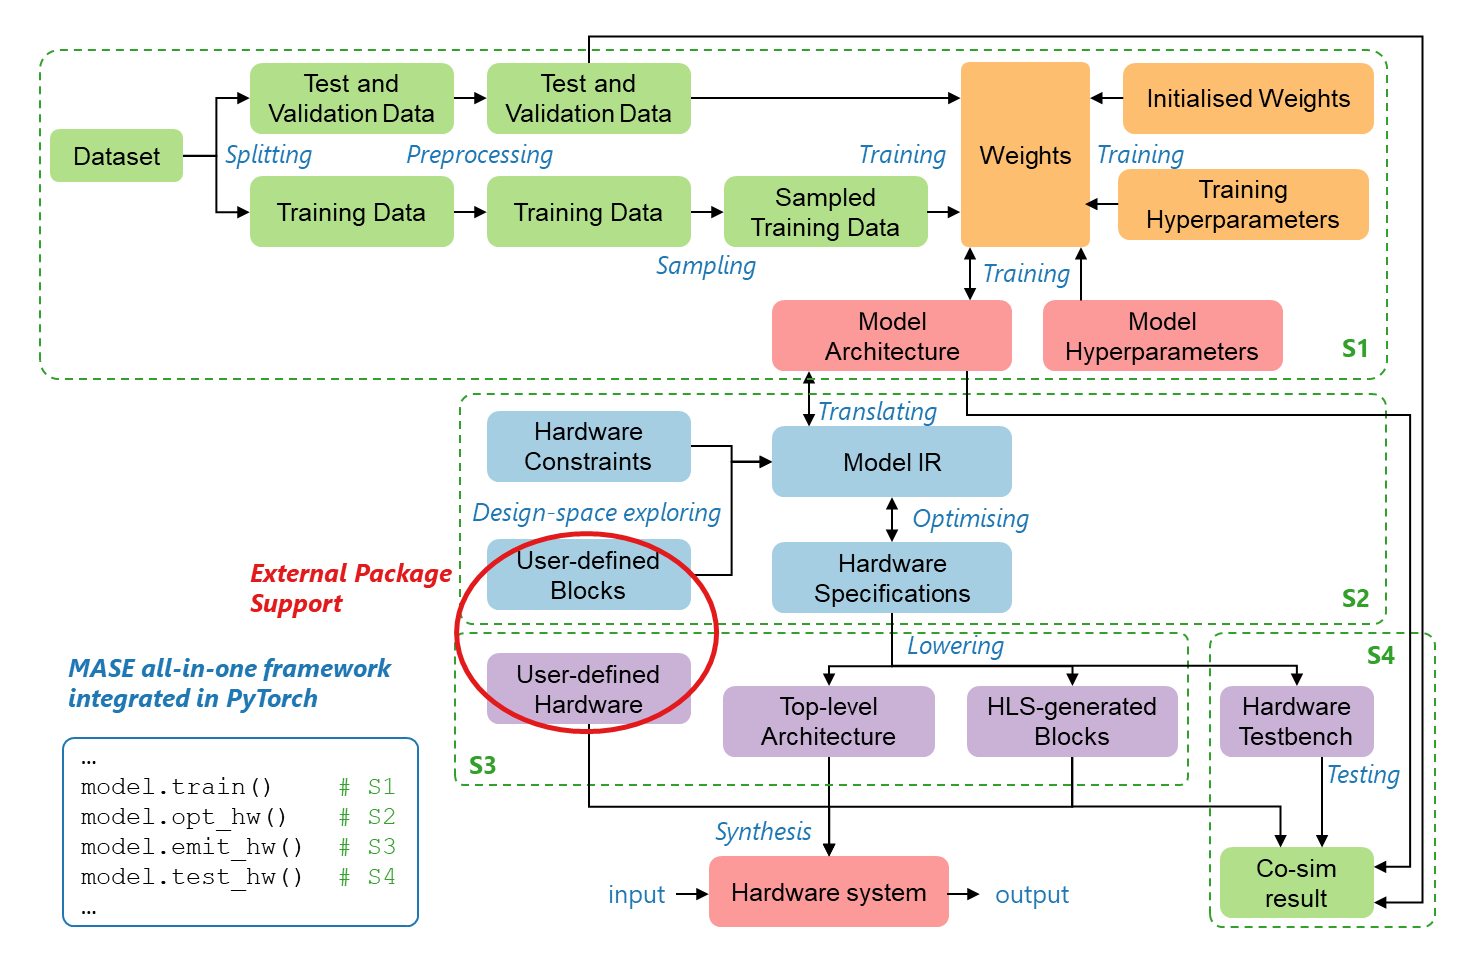 Test and
Validation Data
Test and
Validation Data
Initialised Weights
Dataset
Splitting
Preprocessing
Training
Weights
Training
Training Data
Training Data
Sampled
Training Data
Training
Hyperparameters
Sampling
Training
Model
Architecture
Model
Hyperparameters
S1
Translating
Hardware
Constraints
Model IR
Design-space exploring
Optimising
User-defined
Blocks
Hardware
Specifications
S2
External Package
Support
Lowering
S4
User-defined
Hardware
Top-level
Architecture
HLS-generated
Blocks
Hardware
Testbench
S3
Testing
MASE all-in-one framework
integrated in PyTorch
…
model.train() # S1
model.opt_hw() # S2
model.emit_hw() # S3
model.test_hw() # S4
…
Synthesis
input
Hardware system
output
Co-sim
result